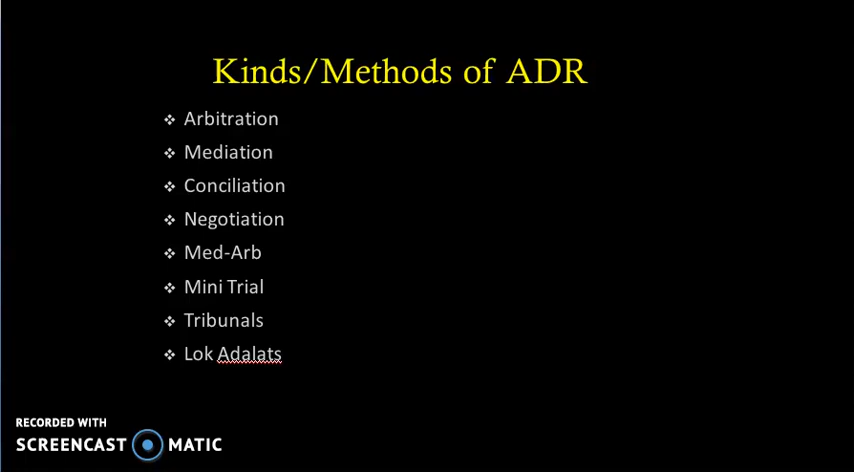 Kinds/Methods of ADR
❖ Arbitration
❖ Mediation
❖ Conciliation
❖ Negotiation
❖ Med-Arb
❖ Mini Trial
❖ Tribunals
❖ Lok Adalats
RECORDED WITH
SCREENCAST MATIC